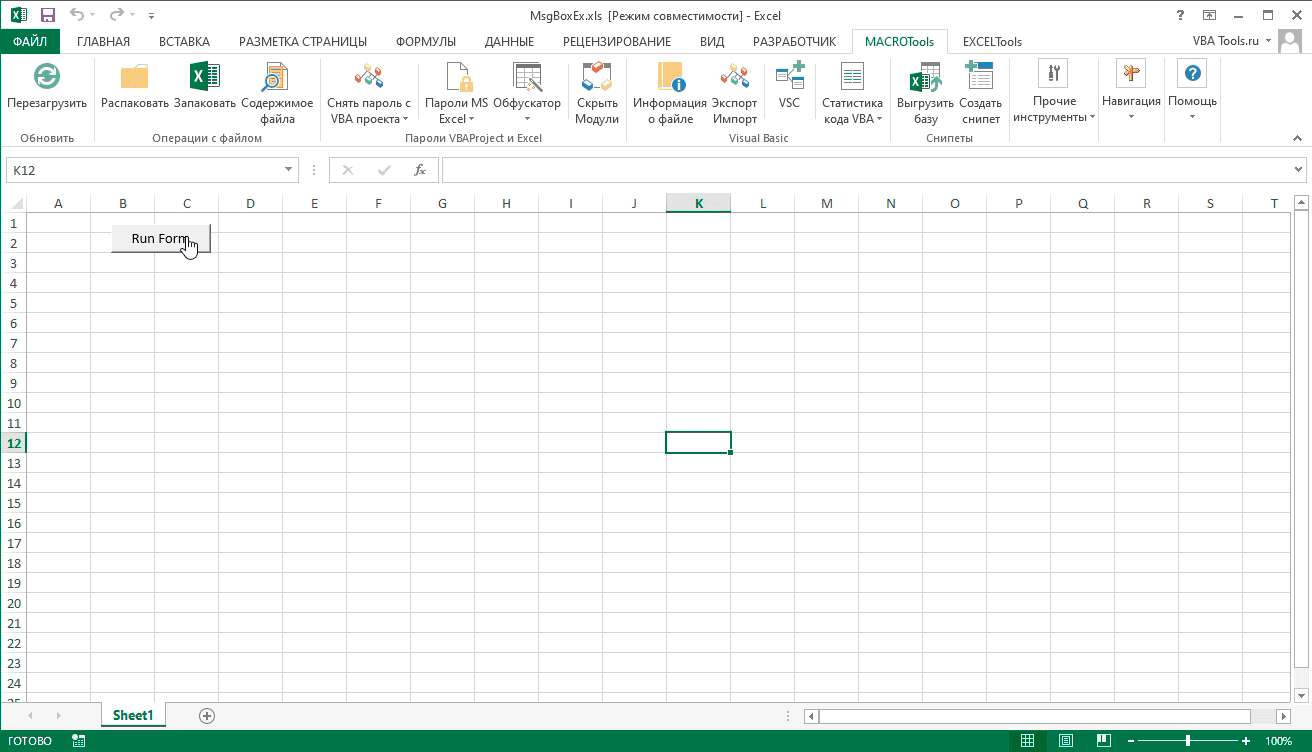 MsgBoxEx.xls [Режим совместимости] - Excel
?
ФАЙЛ ГЛАВНАЯ ВСТАВКА РАЗМЕТКА СТРАНИЦЫ ФОРМУЛЫ ДАННЫЕ РЕЦЕНЗИРОВАНИЕ ВИД РАЗРАБОТЧИК MACROTools EXCELTools VBA Tools.ru
Перезагрузить Распаковать Запаковать Содержимое Снять пароль с Пароли MS Обфускатор Скрыть Информация Экспорт VSC Статистика Выгрузить Создать Прочие Навигация Помощь
файла VBA проекта Excel Модули о файле Импорт кода VBA базу снипет инструменты
Обновить Операции с файлом Пароли VBAProject и Excel Visual Basic Снипеты
K12 fx
A B C D E F G H I J K L M N O P Q R S T
1
Run Form
2
3
4
5
6
7
8
9
10
11
12
13
14
15
16
17
18
19
20
21
22
23
24
25
Sheet1
ГОТОВО 100%